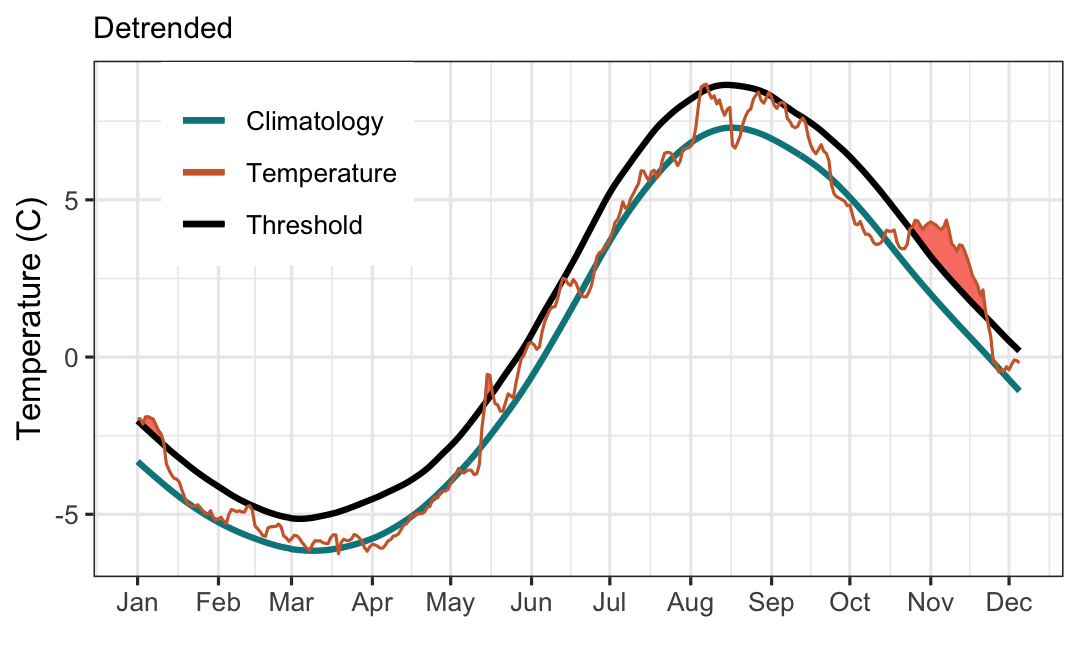 Detrended
Climatology
Temperature
Threshold
Temperature (C)
5
0
-5
Jan Feb Mar Apr May Jun Jul Aug Sep Oct Nov Dec